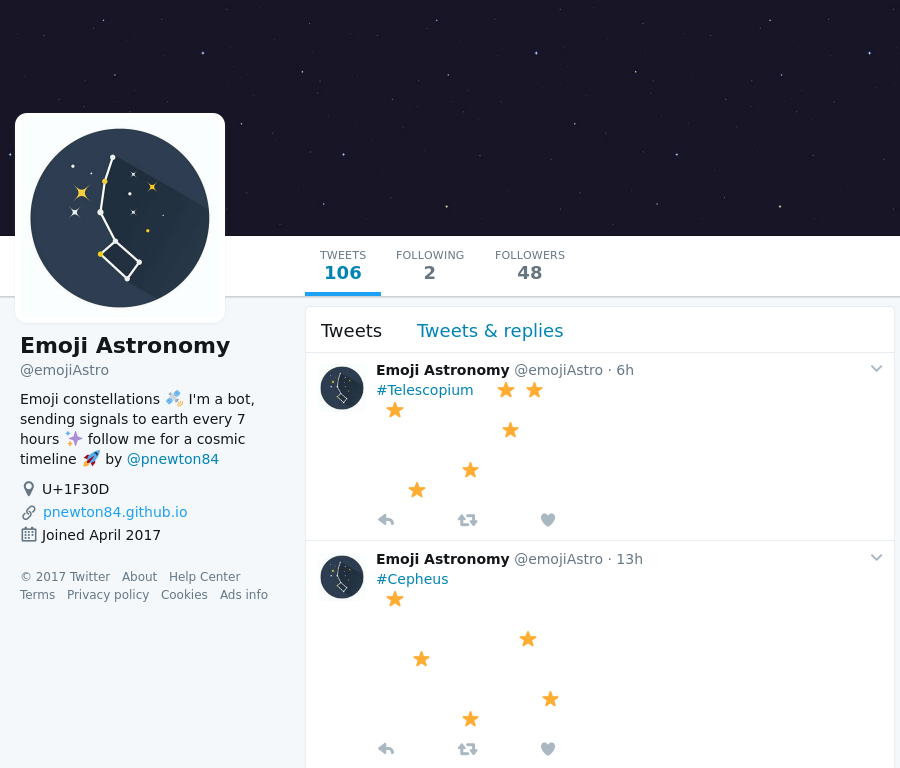 TWEETS
106
FOLLOWING
2
FOLLOWERS
48
Emoji Astronomy
@emojiAstro
Emoji constellations 🛰️ I'm a bot,
sending signals to earth every 7
hours ✨ follow me for a cosmic
timeline 🚀 by @pnewton84
U+1F30D
pnewton84.github.io
Joined April 2017
© 2017 Twitter About Help Center
Terms Privacy policy Cookies Ads info
Tweets Tweets & replies
Emoji Astronomy @emojiAstro · 6h
#Telescopium ⭐ ⭐
⭐
⭐
⭐
⭐
Emoji Astronomy @emojiAstro · 13h
#Cepheus
⭐
⭐
⭐
⭐
⭐